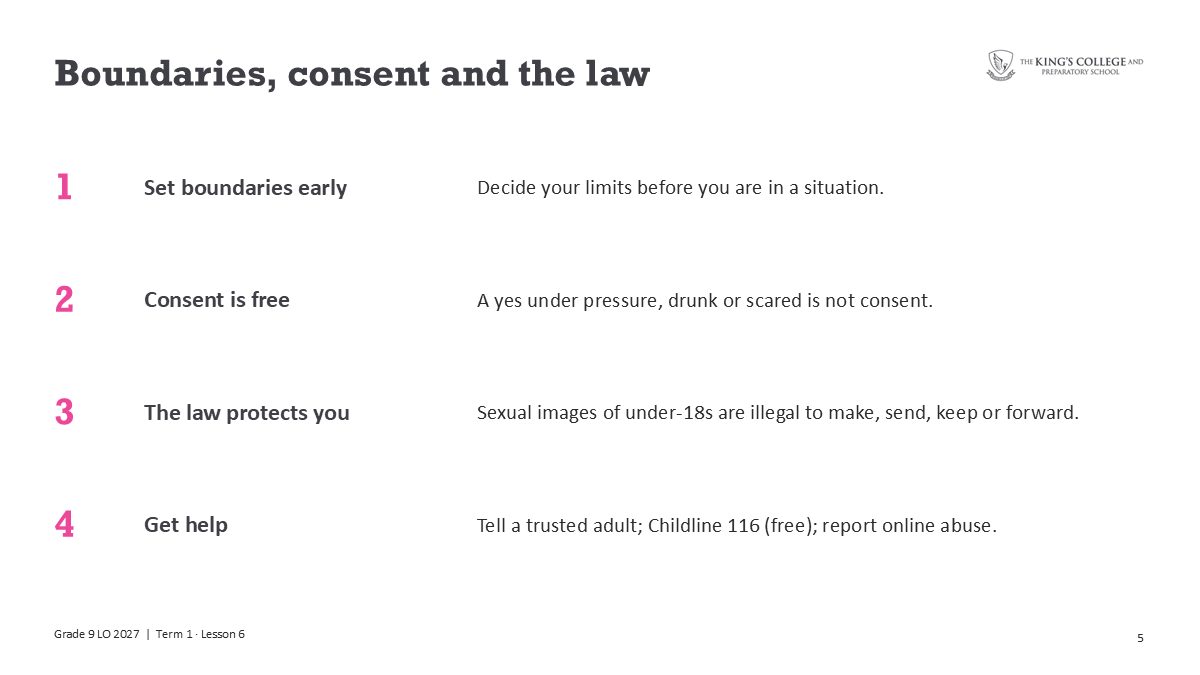 Boundaries, consent and the law
THE KING'S COLLEGE AND
PREPARATORY SCHOOL
1 Set boundaries early Decide your limits before you are in a situation.
2 Consent is free A yes under pressure, drunk or scared is not consent.
3 The law protects you Sexual images of under-18s are illegal to make, send, keep or forward.
4 Get help Tell a trusted adult; Childline 116 (free); report online abuse.
Grade 9 LO 2027 | Term 1 · Lesson 6
5